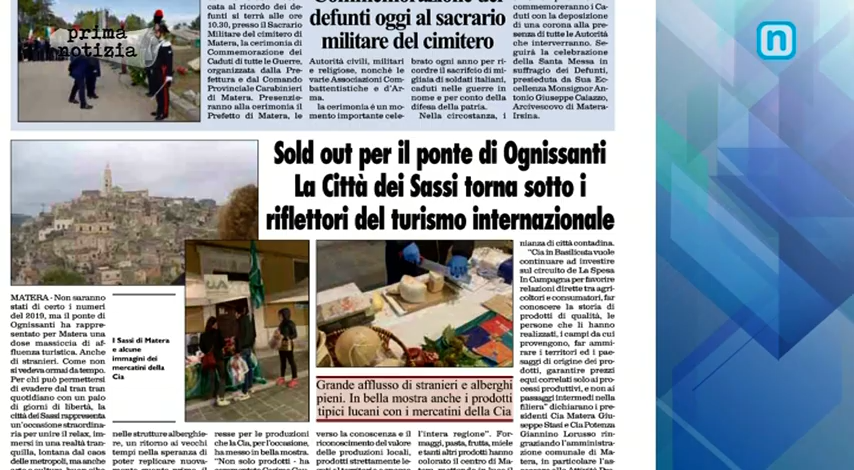 prima
notizia
n
cata al ricordo dei de-
funti si terrà alle ore
10.30, presso il Sacrario
Militare del cimitero di
Matera, la cerimonia di
Commemorazione dei
Caduti di tutte le Guerre,
organizzata dalla Pre-
fettura e dal Comando
Provinciale Carabinieri
di Matera. Presenzie-
ranno alla cerimonia il
Prefetto di Matera, le
Commemorazione dei
defunti oggi al sacrario
militare del cimitero
Autorità civili, militari
e religiose, nonchè le
varie Associazioni Com-
battentistiche e d'Ar-
ma.
la cerimonia è un mo-
mento importante cele-
brato ogni anno per ri-
cordare il sacrificio di mi-
gliaia di soldati italiani,
caduti nelle guerre in
nome e per conto della
difesa della patria.
Nella circostanza, i
commemoreranno i Ca-
duti con la deposizione
di una corona alla pre-
senza di tutte le Autorità
che interverranno. Se-
guirà la celebrazione
della Santa Messa in
suffragio dei Defunti,
presieduta da Sua Ec-
cellenza Monsignor An-
tonio Giuseppe Caiazzo,
Arcivescovo di Matera-
Irsina.
Sold out per il ponte di Ognissanti
La Città dei Sassi torna sotto i
riflettori del turismo internazionale
MATERA - Non saranno
stati di certo i numeri
del 2019, ma il ponte di
Ognissanti ha rappre-
sentato per Matera una
dose massiccia di af-
fluenza turistica. Anche
di stranieri. Come non
si vedeva ormai da tempo.
Per chi può permettersi
di evadere dal tran tran
quotidiano con un paio
di giorni di libertà, la
città dei Sassi rappresenta
un'occasione straordina-
ria per unire il relax, im-
mersi in una realtà tran-
quilla, lontana dal caos
delle metropoli, ma anche
I Sassi di Matera
e alcune
immagini dei
mercatini della
Cia
nelle strutture alberghie-
re, un ritorno ai vecchi
tempi nella speranza di
poter replicare nuova-
resse per le produzioni
che la Cia, per l'occasione,
ha messo in bella mostra.
"Non solo prodotti - ha
Grande afflusso di stranieri e alberghi
pieni. In bella mostra anche i prodotti
tipici lucani con i mercatini della Cia
verso la conoscenza e il
riconoscimento del valore
delle produzioni locali,
prodotti strettamente le-
l'intera regione". For-
maggi, pasta, frutta, miele
e tanti altri prodotti hanno
colorato il centro di Ma-
nianza di città contadina.
"Cia in Basilicata vuole
continuare ad investire
sul circuito de La Spesa
In Campagna per favorire
relazioni dirette tra agri-
coltori e consumatori, far
conoscere la storia di
prodotti di qualità, le
persone che li hanno
realizzati, i campi da cui
provengono, far ammi-
rare i territori ed i pae-
saggi di origine dei pro-
dotti, garantire prezzi
equi correlati solo ai pro-
cessi produttivi, e non ai
passaggi intermedi nella
filiera" dichiarano i pre-
sidenti Cia Matera Giu-
seppe Stasi e Cia Potenza
Giannino Lorusso rin-
graziando l'amministra-
zione comunale di Ma-
tera, in particolare l'as-